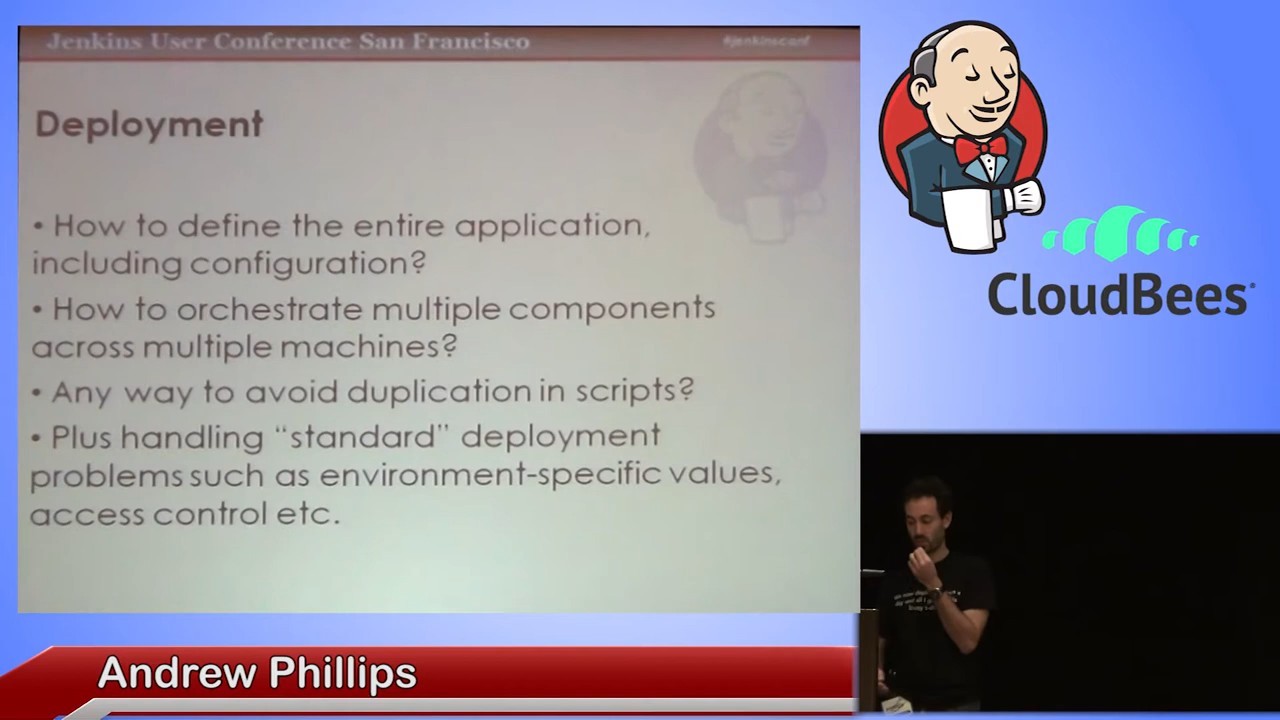 Jenkins User Conference San Francisco
#jenkinsconf
Deployment
• How to define the entire application,
including configuration?
• How to orchestrate multiple components
across multiple machines?
• Any way to avoid duplication in scripts?
• Plus handling “standard” deployment
problems such as environment-specific values,
access control etc.
CloudBees
Andrew Phillips